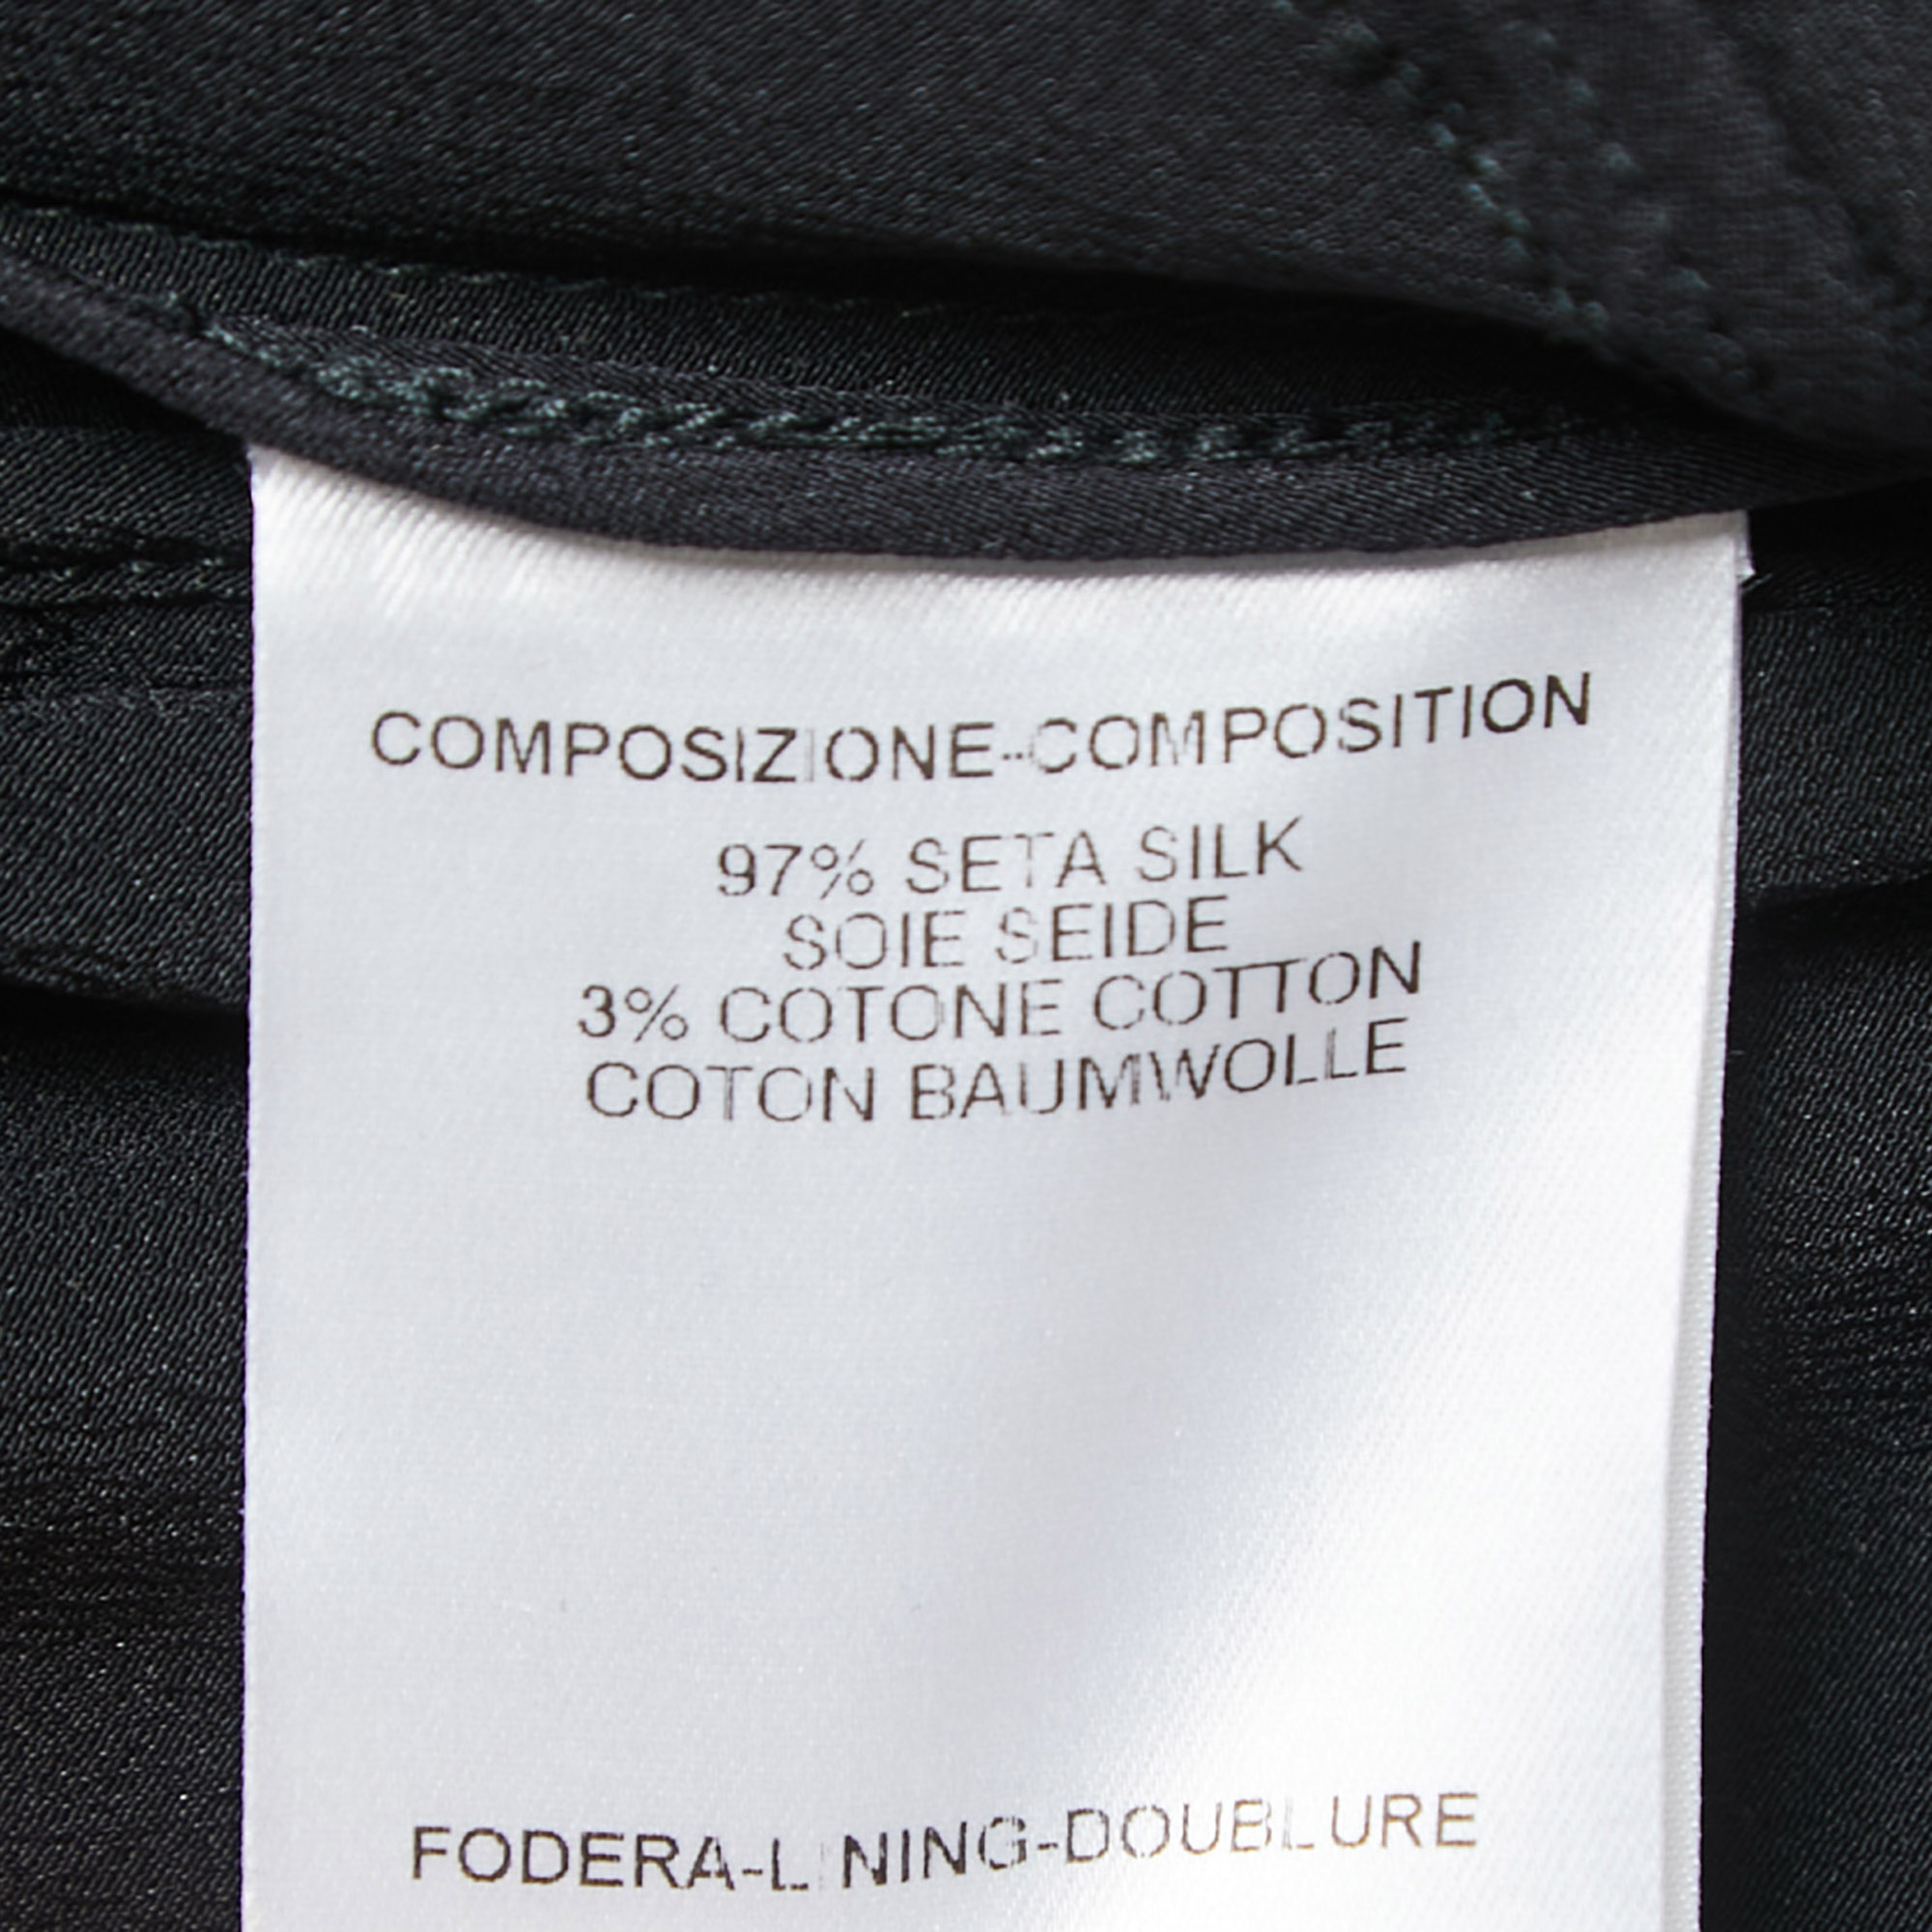 COMPOSIZIONE-COMPOSITION
97% SETA SILK
SOIE SEIDE
3% COTONE COTTON
COTON BAUMWOLLE
FODERA-LINING-DOUBLURE